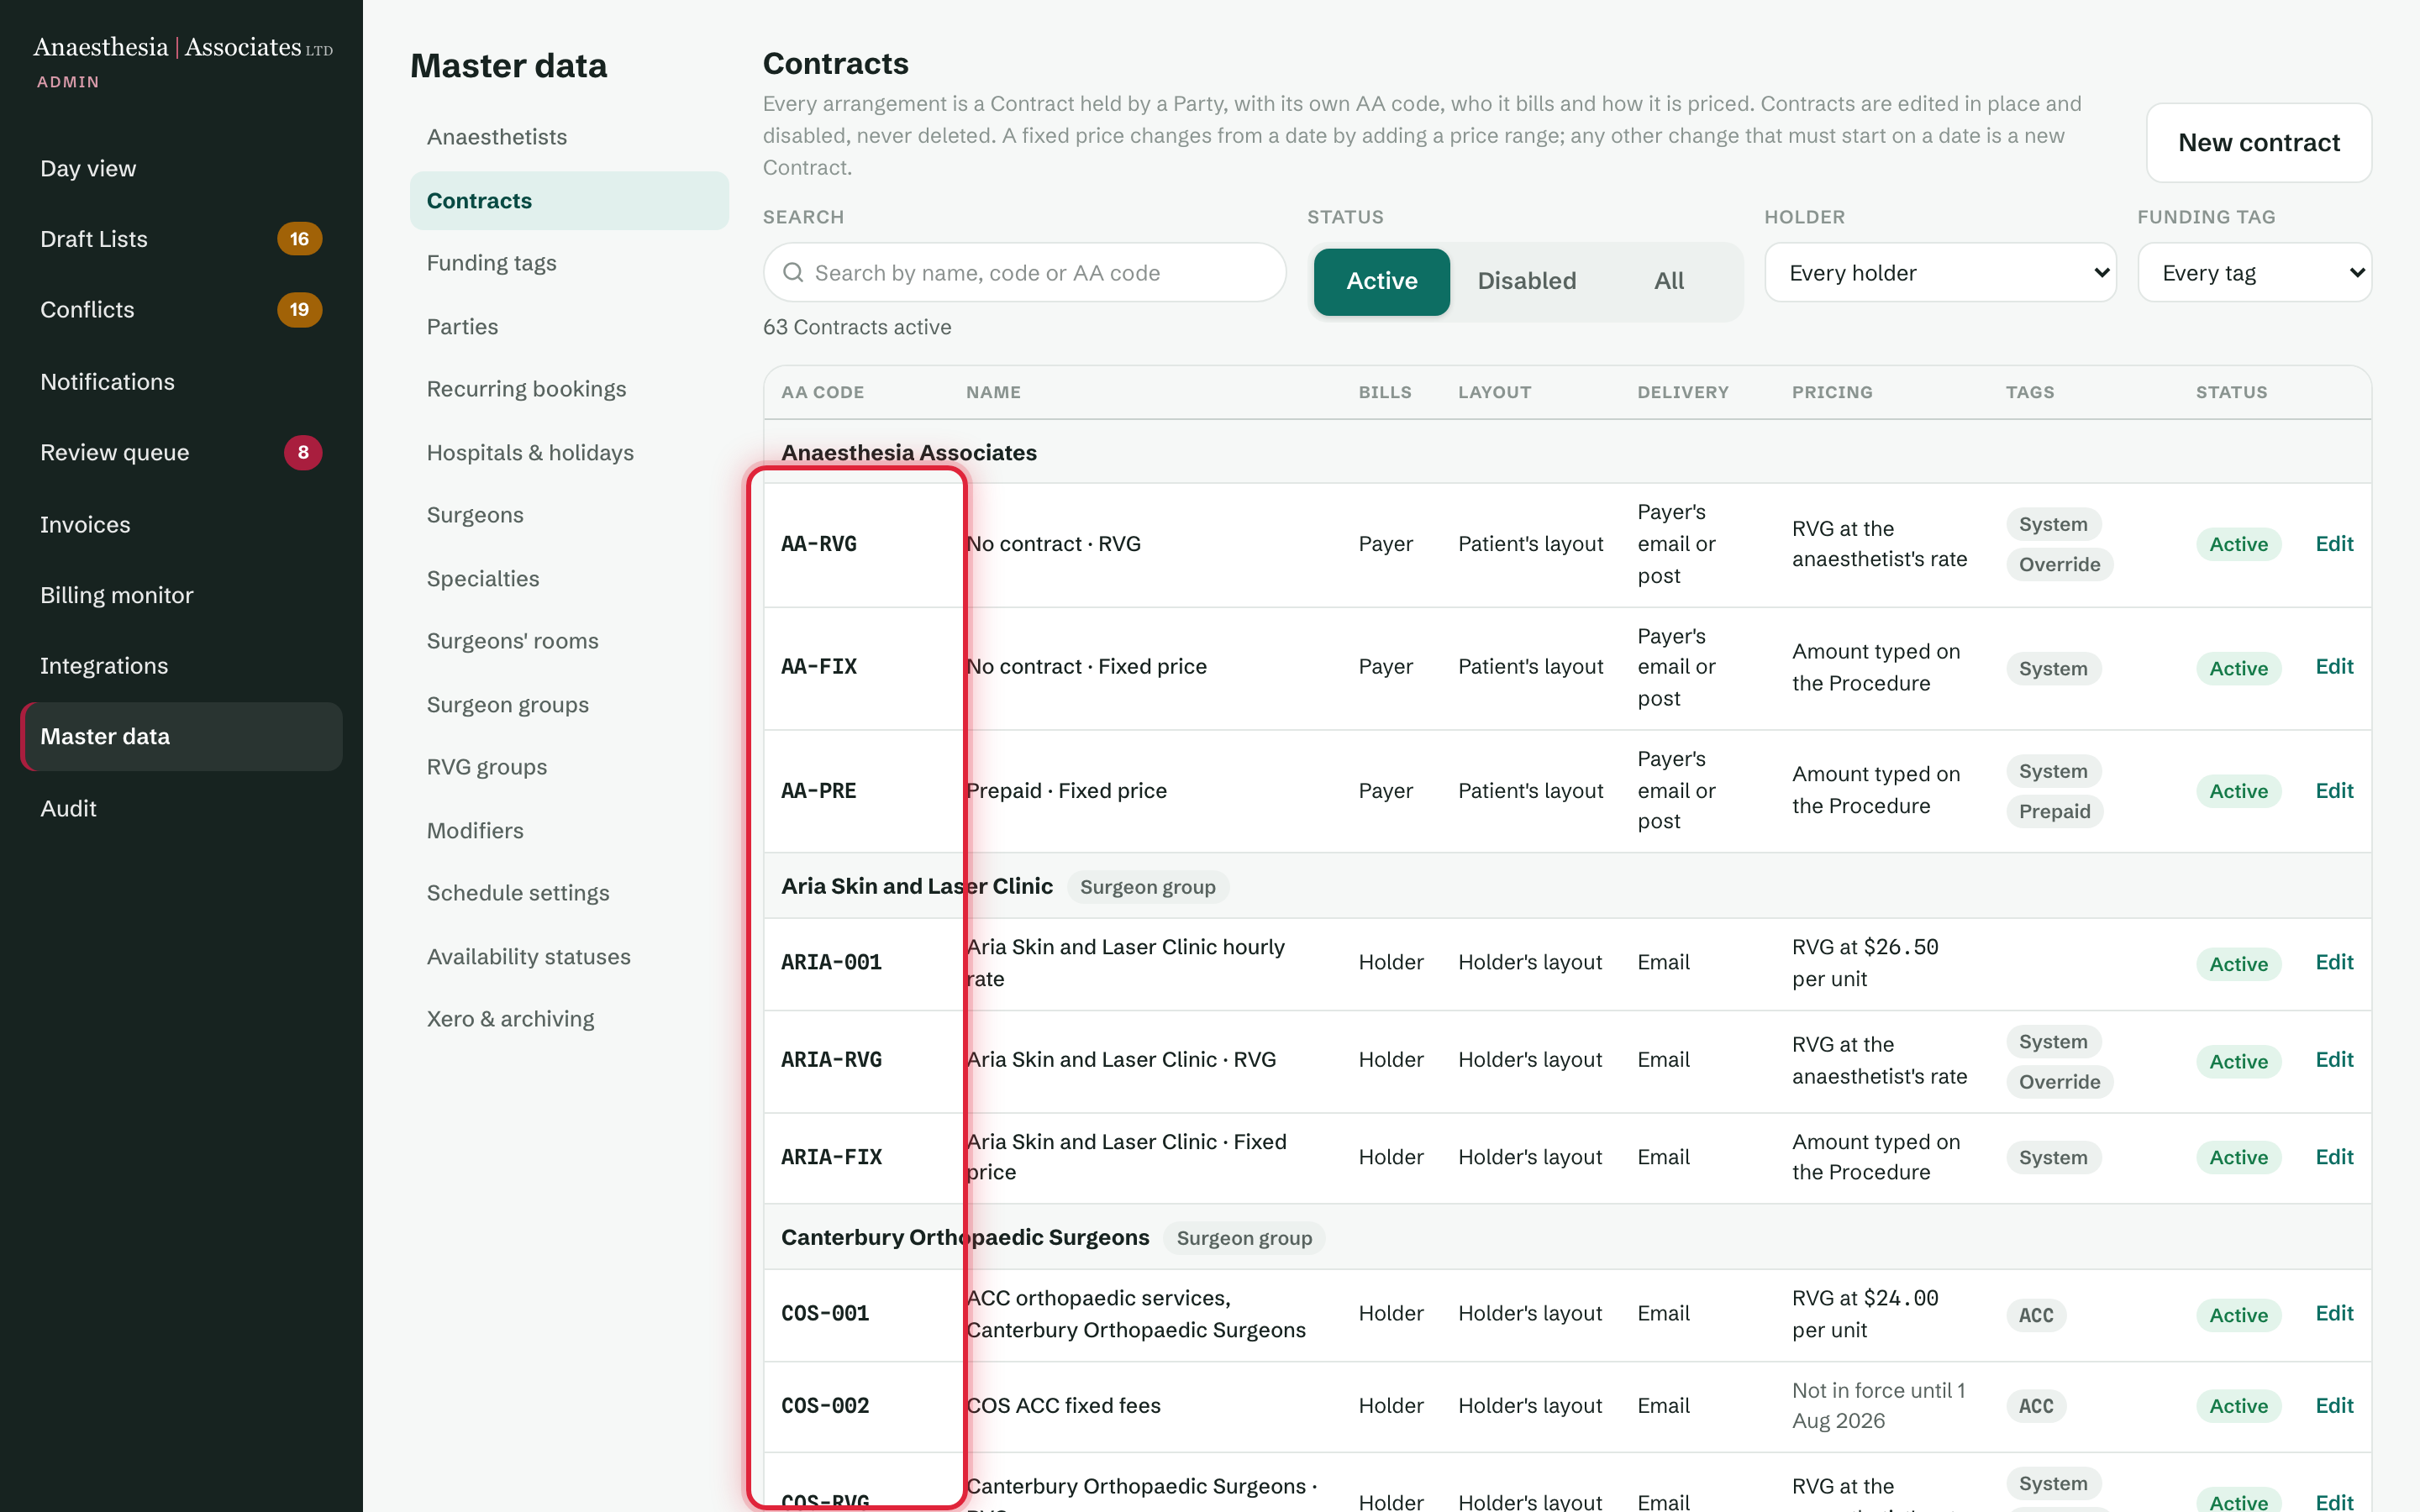 Anaesthesia | Associates LTD
ADMIN
Day view
Draft Lists 16
Conflicts 19
Notifications
Review queue 8
Invoices
Billing monitor
Integrations
Master data
Audit
Master data
Anaesthetists
Contracts
Funding tags
Parties
Recurring bookings
Hospitals & holidays
Surgeons
Specialties
Surgeons' rooms
Surgeon groups
RVG groups
Modifiers
Schedule settings
Availability statuses
Xero & archiving
Contracts
Every arrangement is a Contract held by a Party, with its own AA code, who it bills and how it is priced. Contracts are edited in place and
disabled, never deleted. A fixed price changes from a date by adding a price range; any other change that must start on a date is a new
Contract.
New contract
SEARCH STATUS HOLDER FUNDING TAG
Search by name, code or AA code Active Disabled All Every holder Every tag
63 Contracts active
AA CODE NAME BILLS LAYOUT DELIVERY PRICING TAGS STATUS
Anaesthesia Associates
AA-RVG No contract · RVG Payer Patient's layout Payer's email or post RVG at the anaesthetist's rate System Override Active Edit
AA-FIX No contract · Fixed price Payer Patient's layout Payer's email or post Amount typed on the Procedure System Active Edit
AA-PRE Prepaid · Fixed price Payer Patient's layout Payer's email or post Amount typed on the Procedure System Prepaid Active Edit
Aria Skin and Laser Clinic Surgeon group
ARIA-001 Aria Skin and Laser Clinic hourly rate Holder Holder's layout Email RVG at $26.50 per unit Active Edit
ARIA-RVG Aria Skin and Laser Clinic · RVG Holder Holder's layout Email RVG at the anaesthetist's rate System Override Active Edit
ARIA-FIX Aria Skin and Laser Clinic · Fixed price Holder Holder's layout Email Amount typed on the Procedure System Active Edit
Canterbury Orthopaedic Surgeons Surgeon group
COS-001 ACC orthopaedic services, Canterbury Orthopaedic Surgeons Holder Holder's layout Email RVG at $24.00 per unit ACC Active Edit
COS-002 COS ACC fixed fees Holder Holder's layout Email Not in force until 1 Aug 2026 ACC Active Edit
COS-RVG Canterbury Orthopaedic Surgeons · Holder Holder's layout Email RVG at the System Active Edit